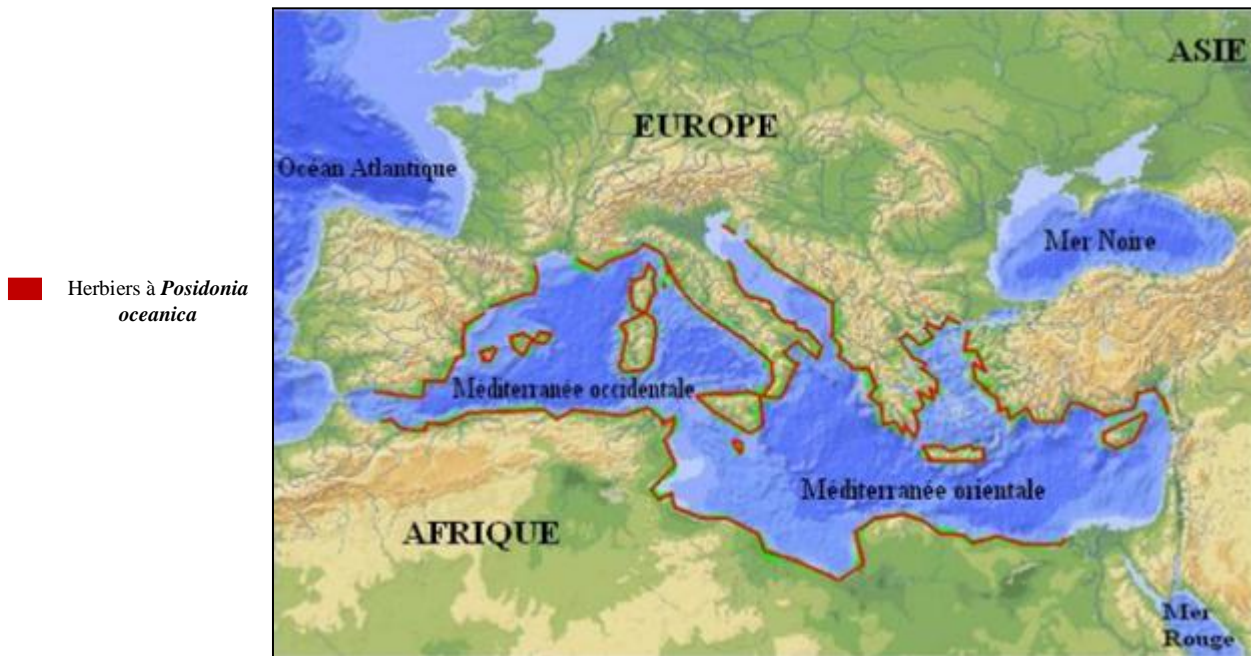 Herbiers à Posidonia
oceanica
ASIE
EUROPE
Océan Atlantique
Mer Noire
Méditerranée occidentale
Méditerranée orientale
AFRIQUE
Mer
Rouge